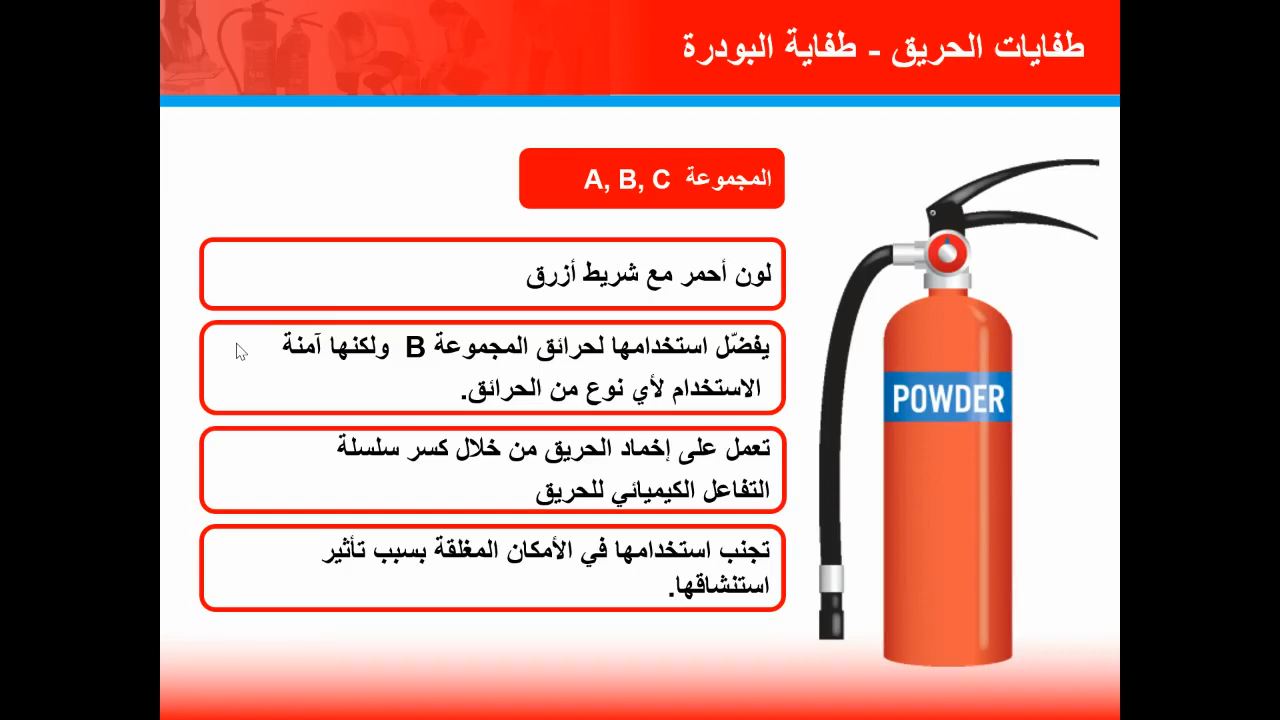 طفايات الحريق - طفاية البودرة
المجموعة A, B, C
لون أحمر مع شريط أزرق
يفضّل استخدامها لحرائق المجموعة B ولكنها آمنة
الاستخدام لأي نوع من الحرائق.
تعمل على إخماد الحريق من خلال كسر سلسلة
التفاعل الكيميائي للحريق
تجنب استخدامها في الأمكان المغلقة بسبب تأثير
استنشاقها.
POWDER